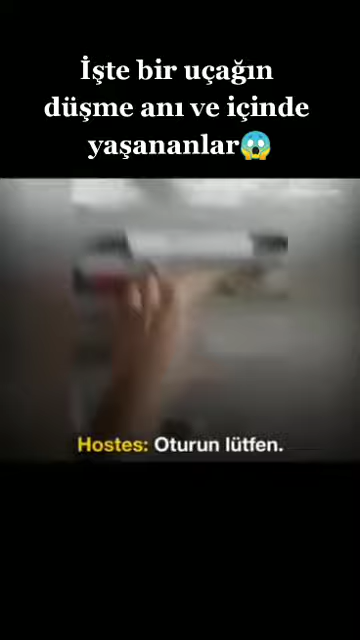 İşte bir uçağın
düşme anı ve içinde
yaşananlar😱
Hostes: Oturun lütfen.